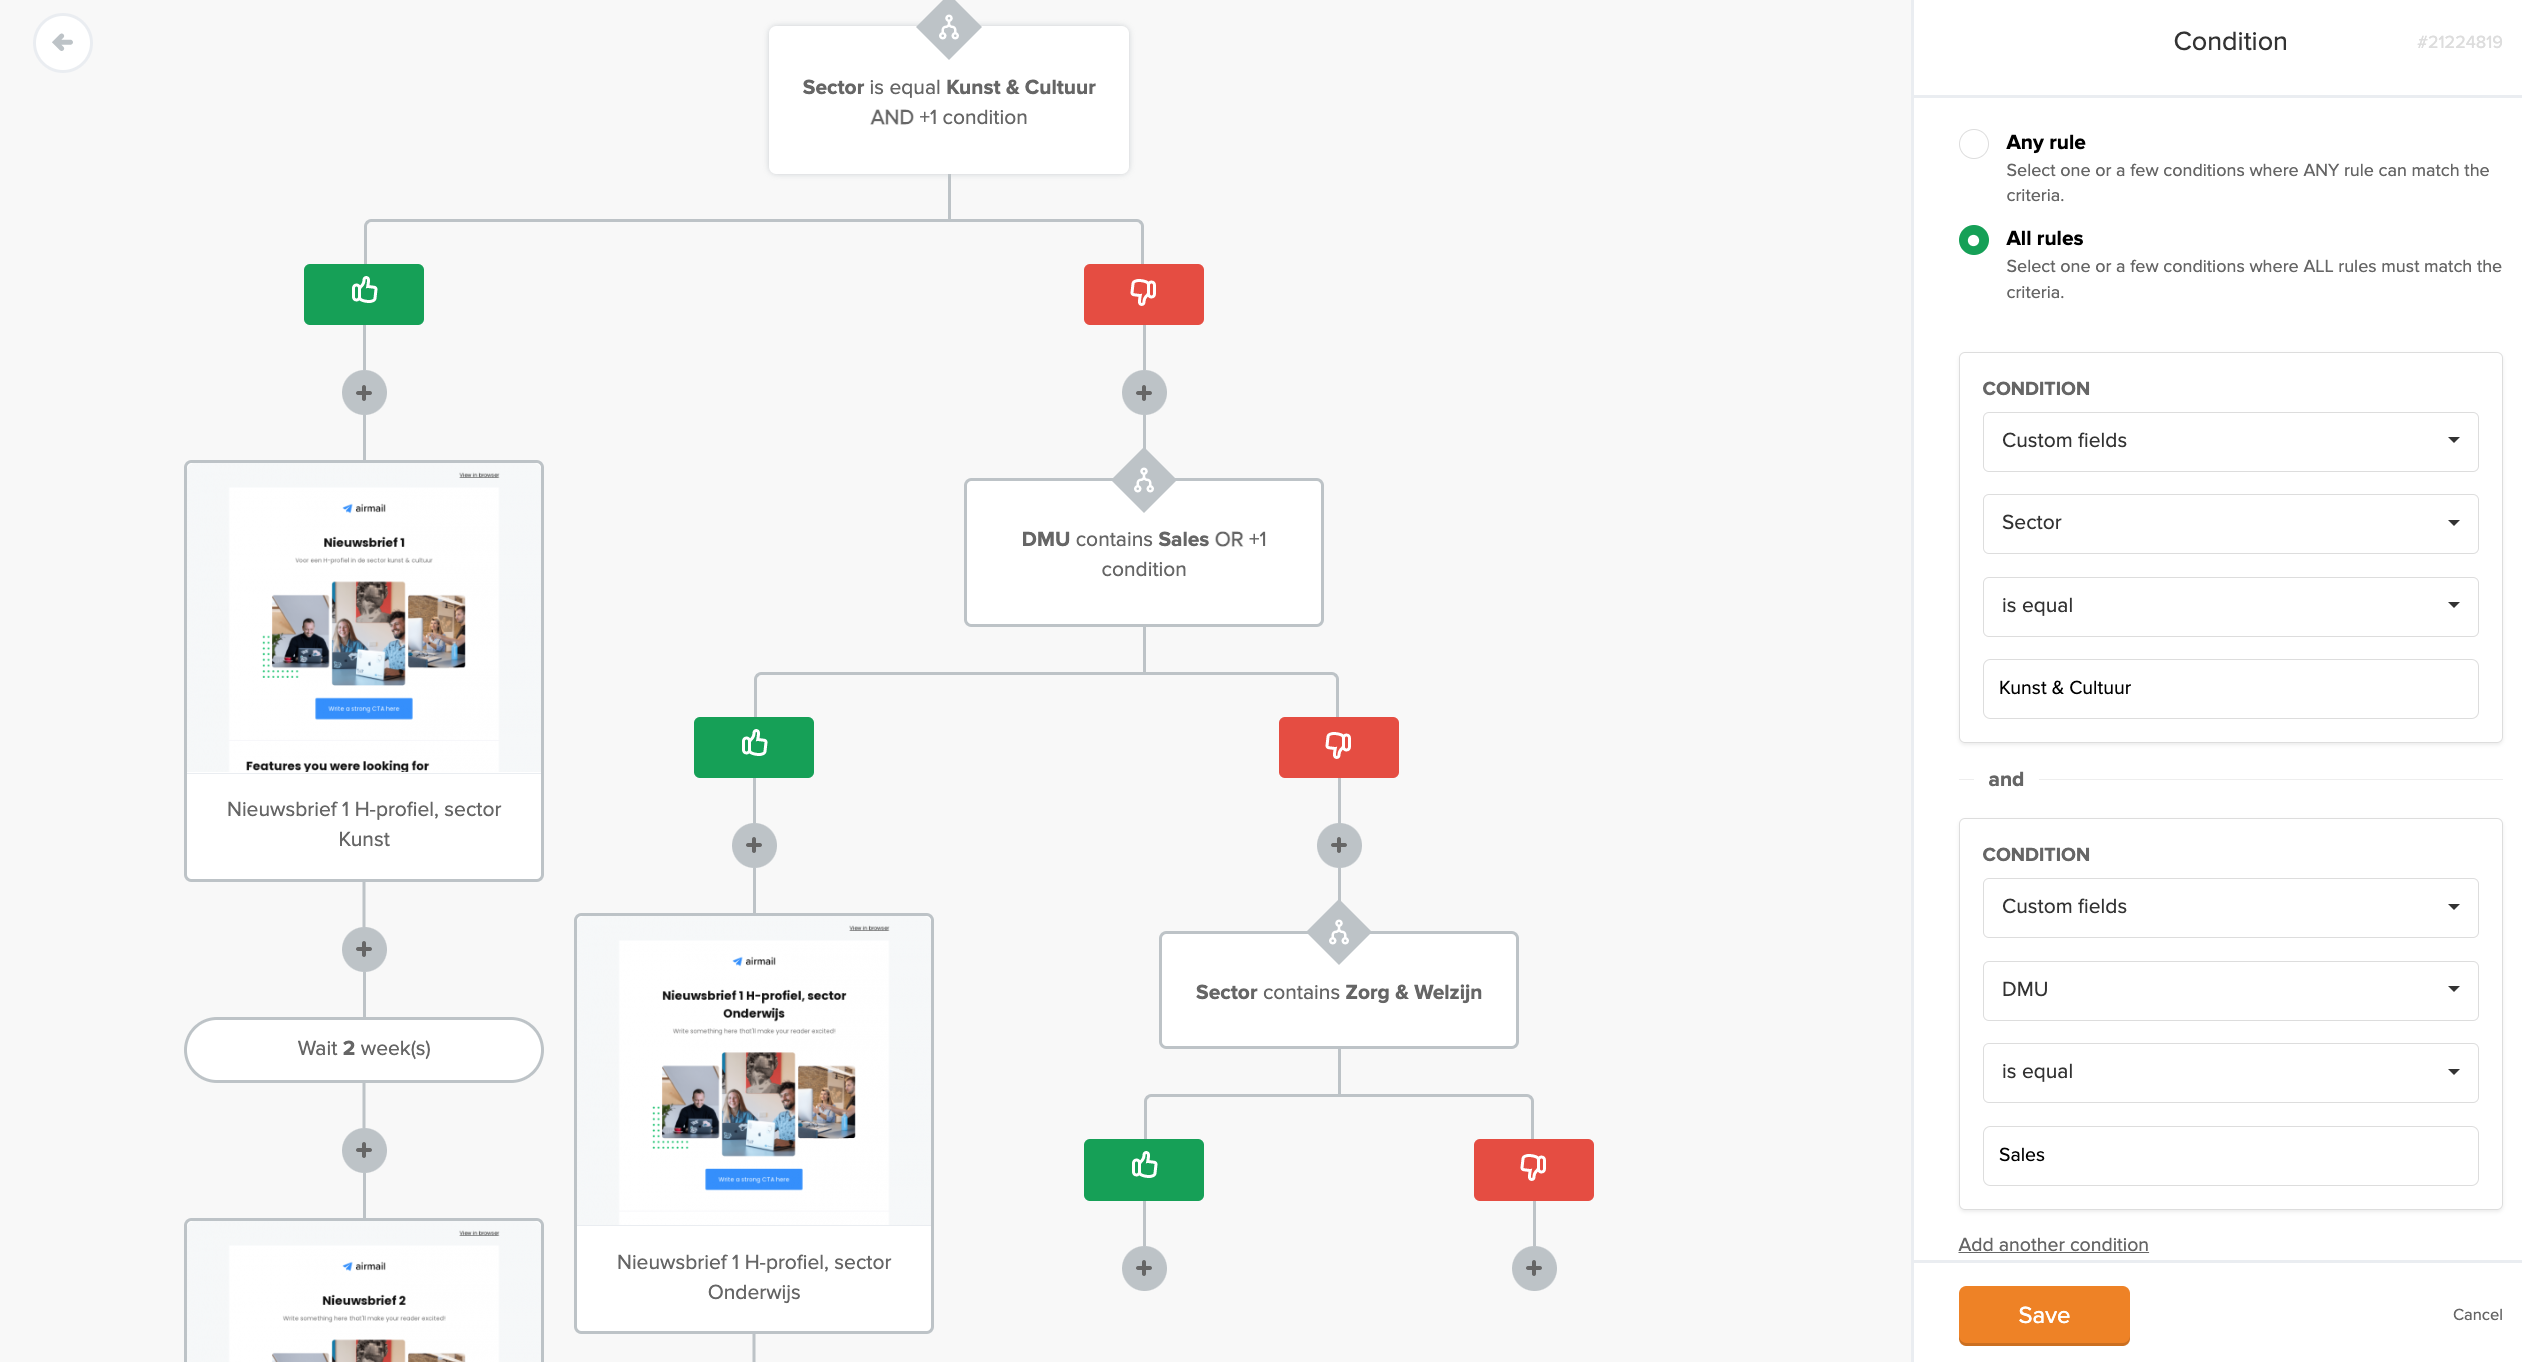 Sector is equal Kunst & Cultuur
AND +1 condition
View in browser
airmail
Nieuwsbrief 1
Voor een H-profiel in de sector kunst & cultuur
Write a strong CTA here
Features you were looking for
Nieuwsbrief 1 H-profiel, sector
Kunst
Wait 2 week(s)
View in browser
airmail
Nieuwsbrief 2
Write something here that'll make your reader excited!
DMU contains Sales OR +1
condition
View in browser
airmail
Nieuwsbrief 1 H-profiel, sector
Onderwijs
Write something here that'll make your reader excited!
Write a strong CTA here
Nieuwsbrief 1 H-profiel, sector
Onderwijs
Sector contains Zorg & Welzijn
Condition
#21224819
Any rule
Select one or a few conditions where ANY rule can match the
criteria.
All rules
Select one or a few conditions where ALL rules must match the
criteria.
CONDITION
Custom fields
Sector
is equal
Kunst & Cultuur
and
CONDITION
Custom fields
DMU
is equal
Sales
Add another condition
Save
Cancel